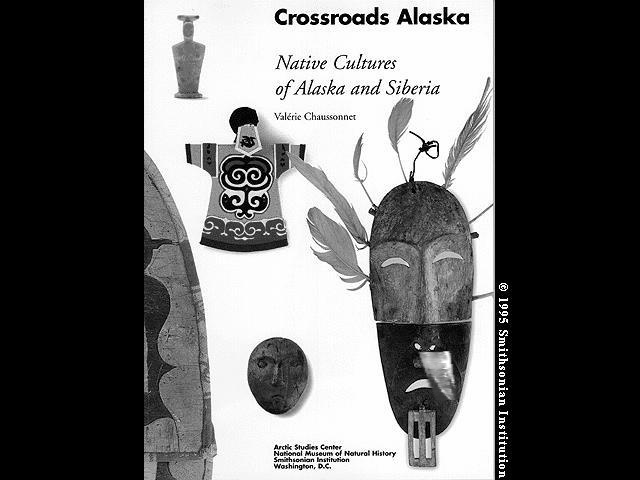 Crossroads Alaska
Native Cultures
of Alaska and Siberia
Valérie Chaussonnet
© 1995 Smithsonian Institution
Arctic Studies Center
National Museum of Natural History
Smithsonian Institution
Washington, D.C.